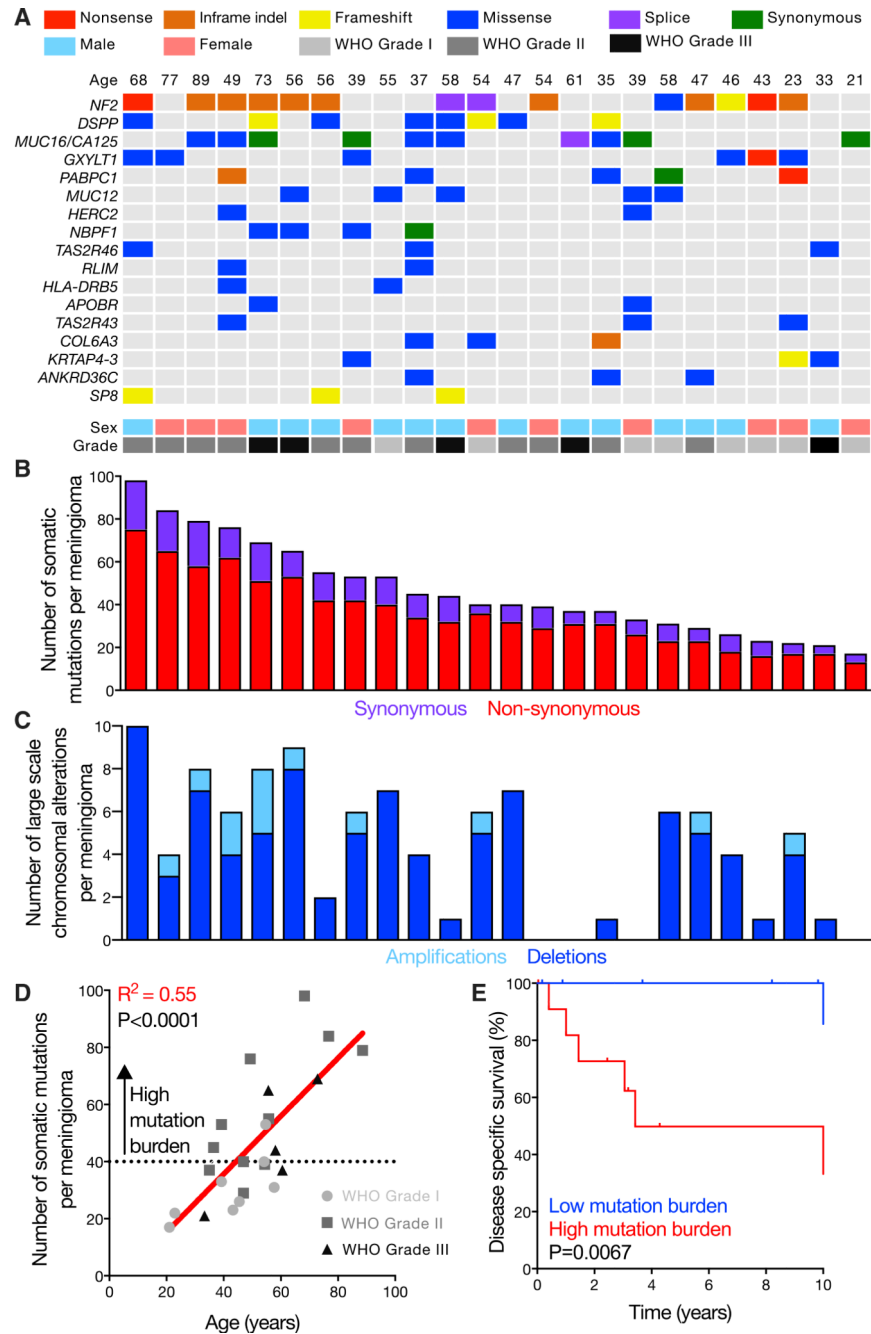 A
Nonsense Inframe indel Frameshift Missense Splice Synonymous
Male Female WHO Grade I WHO Grade II WHO Grade III
Age 68 77 89 49 73 56 56 39 55 37 58 54 47 54 61 35 39 58 47 46 43 23 33 21
NF2
DSPP
MUC16/CA125
GXYLT1
PABPC1
MUC12
HERC2
NBPF1
TAS2R46
RLIM
HLA-DRB5
APOBR
TAS2R43
COL6A3
KRTAP4-3
ANKRD36C
SP8
Sex
Grade
B
Number of somatic
mutations per meningioma
100
80
60
40
20
0
Synonymous Non-synonymous
C
Number of large scale
chromosomal alterations
per meningioma
10
8
6
4
2
0
Amplifications Deletions
D
Number of somatic mutations
per meningioma
100
80
60
40
20
0
R² = 0.55
P<0.0001
High
mutation
burden
WHO Grade I
WHO Grade II
WHO Grade III
0 20 40 60 80 100
Age (years)
E
Disease specific survival (%)
100
80
60
40
20
0
Low mutation burden
High mutation burden
P=0.0067
0 2 4 6 8 10
Time (years)